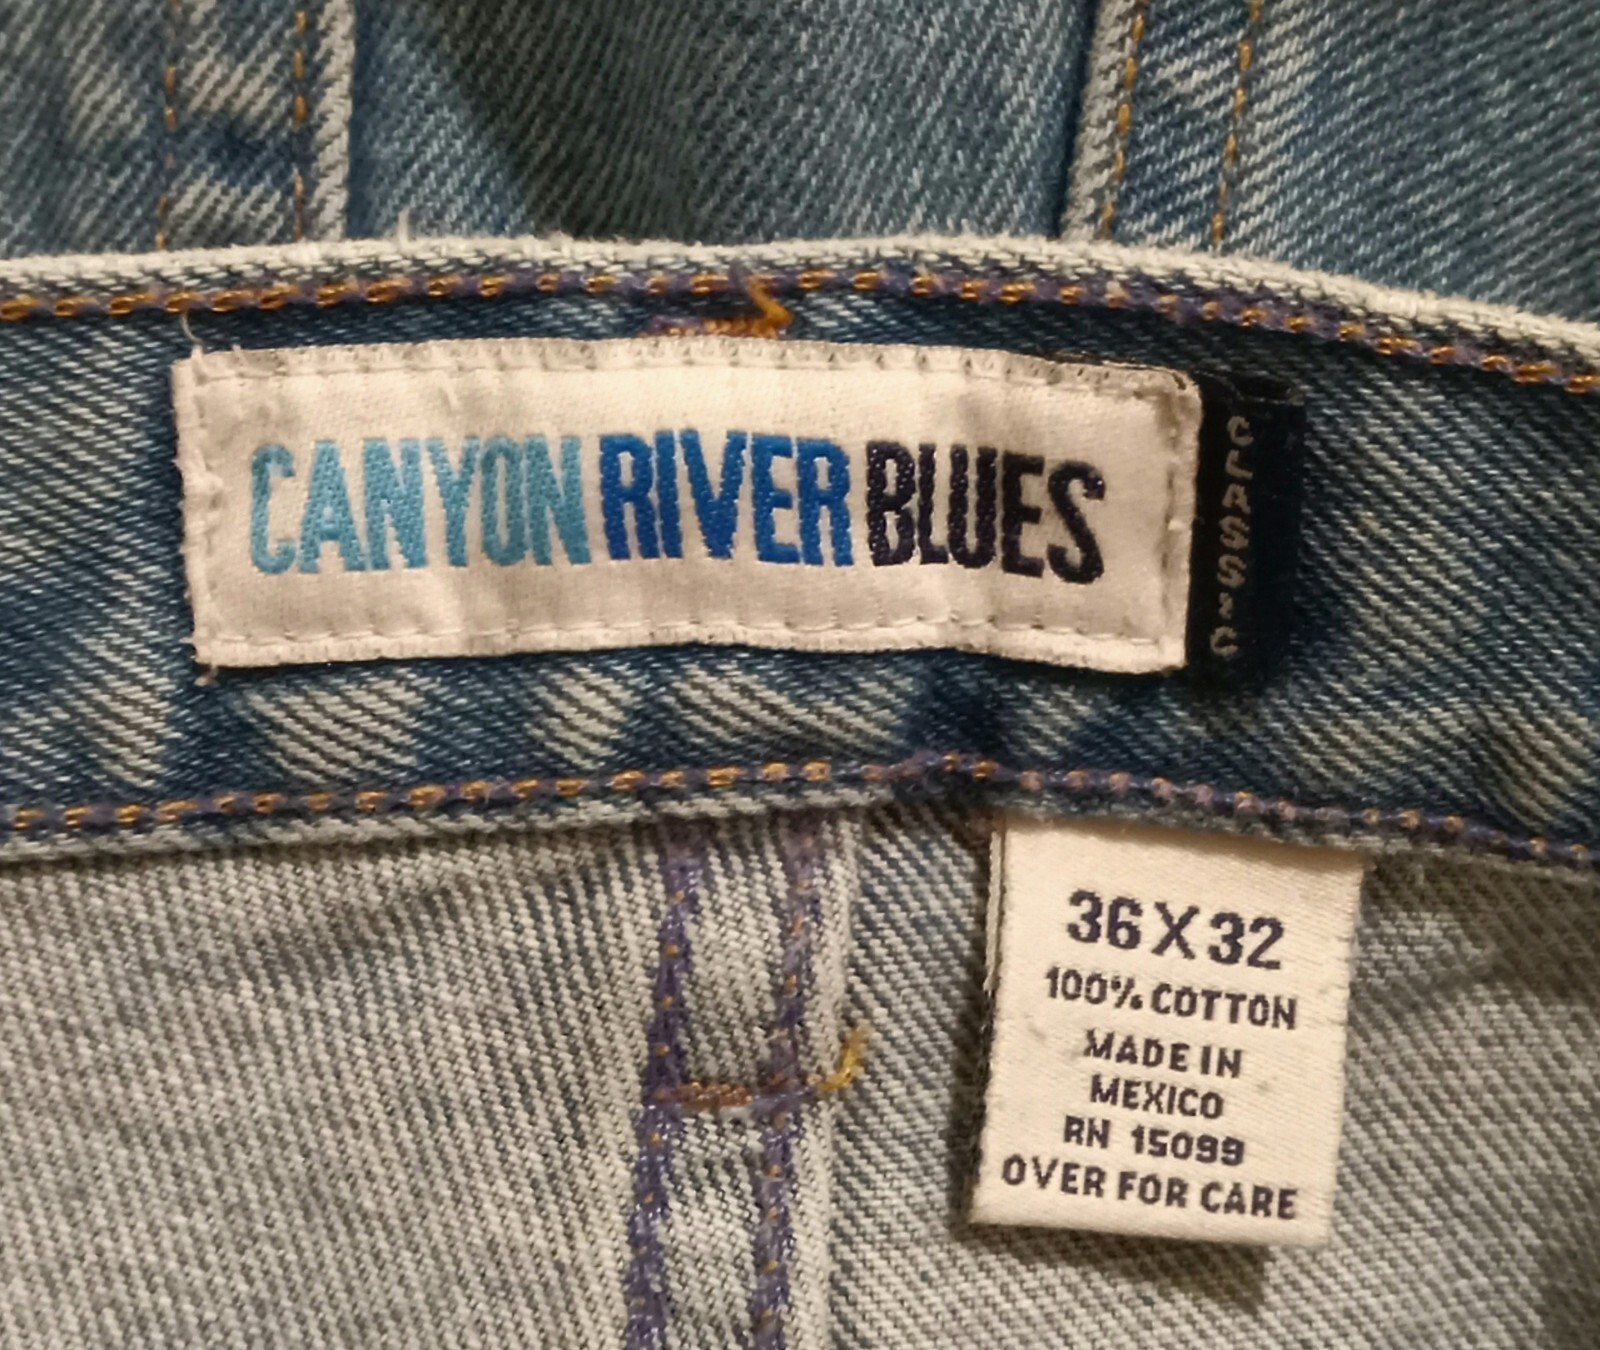 CANYON RIVER BLUES
CLASSIC
36 X 32
100% COTTON
MADE IN
MEXICO
RN 15099
OVER FOR CARE